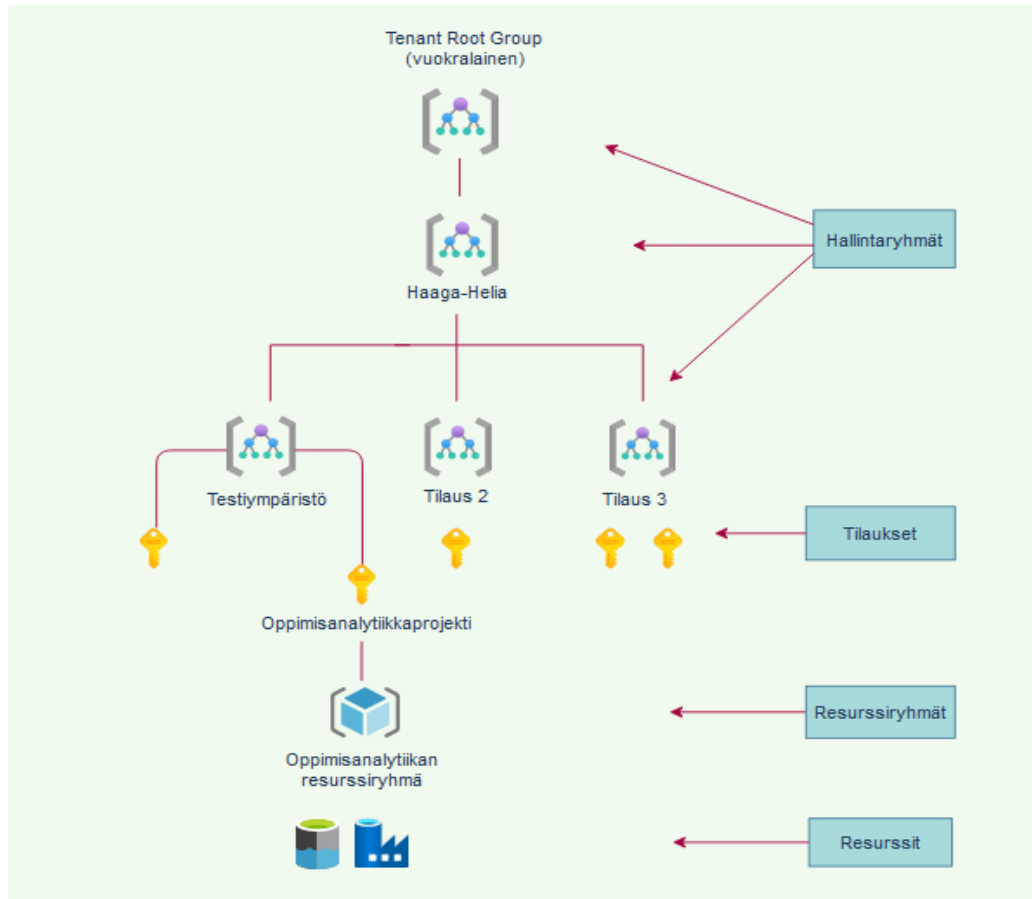 Tenant Root Group
(vuokralainen)
Hallintaryhmät
Haaga-Helia
Testiympäristö
Tilaus 2
Tilaus 3
Tilaukset
Oppimisanalytiikkaprojekti
Resurssiryhmät
Oppimisanalytiikan
resurssiryhmä
Resurssit